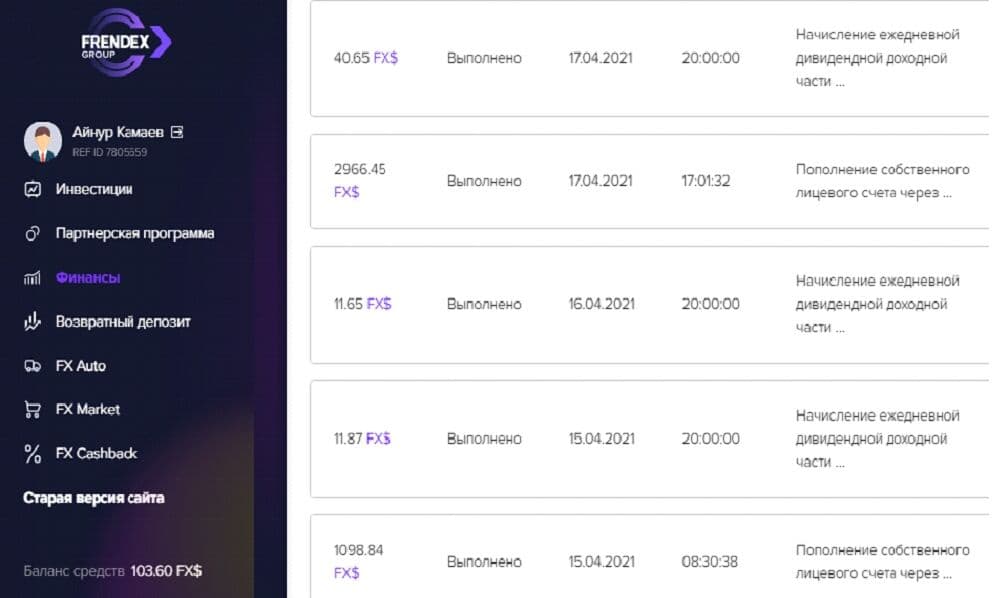 FRENDEX
GROUP
Айнур Камаев
REF ID 7805559
Инвестиции
Партнерская программа
Финансы
Возвратный депозит
FX Auto
FX Market
FX Cashback
Старая версия сайта
Баланс средств 103.60 FX$
40.65 FX$ Выполнено 17.04.2021 20:00:00
Начисление ежедневной
дивидендной доходной
части ...
2966.45
FX$
Выполнено 17.04.2021 17:01:32
Пополнение собственного
лицевого счета через ...
11.65 FX$ Выполнено 16.04.2021 20:00:00
Начисление ежедневной
дивидендной доходной
части ...
11.87 FX$ Выполнено 15.04.2021 20:00:00
Начисление ежедневной
дивидендной доходной
части ...
1098.84
FX$
Выполнено 15.04.2021 08:30:38
Пополнение собственного
лицевого счета через ...